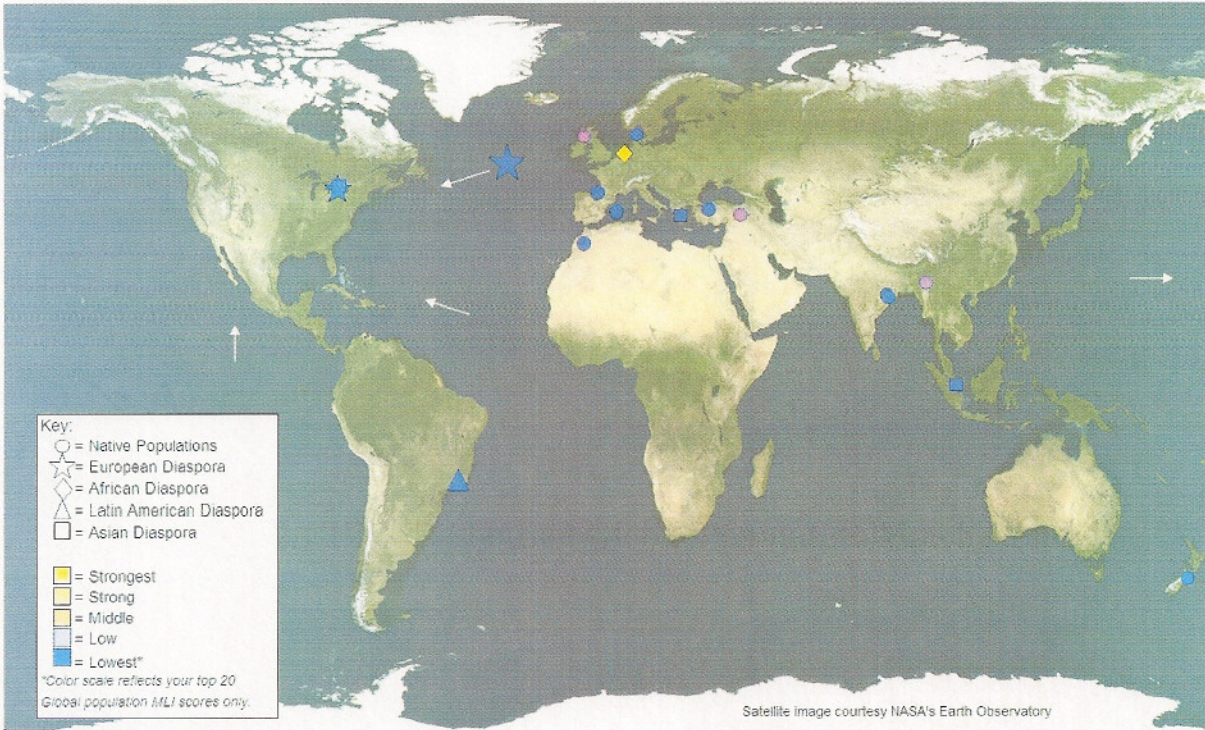 Key:
= Native Populations
= European Diaspora
= African Diaspora
= Latin American Diaspora
= Asian Diaspora
= Strongest
= Strong
= Middle
= Low
= Lowest*
*Color scale reflects your top 20
Global population MLI scores only.
Satellite image courtesy NASA's Earth Observatory